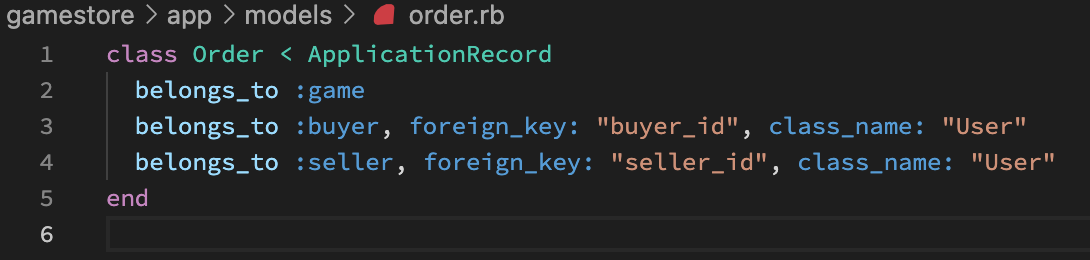 gamestore > app > models > order.rb
1 class Order < ApplicationRecord
2 belongs_to :game
3 belongs_to :buyer, foreign_key: "buyer_id", class_name: "User"
4 belongs_to :seller, foreign_key: "seller_id", class_name: "User"
5 end
6